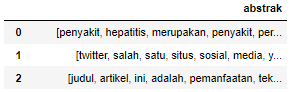 abstrak
0 [penyakit, hepatitis, merupakan, penyakit, per...
1 [twitter, salah, satu, situs, sosial, media, y...
2 [judul, artikel, ini, adalah, pemanfaatan, tek...